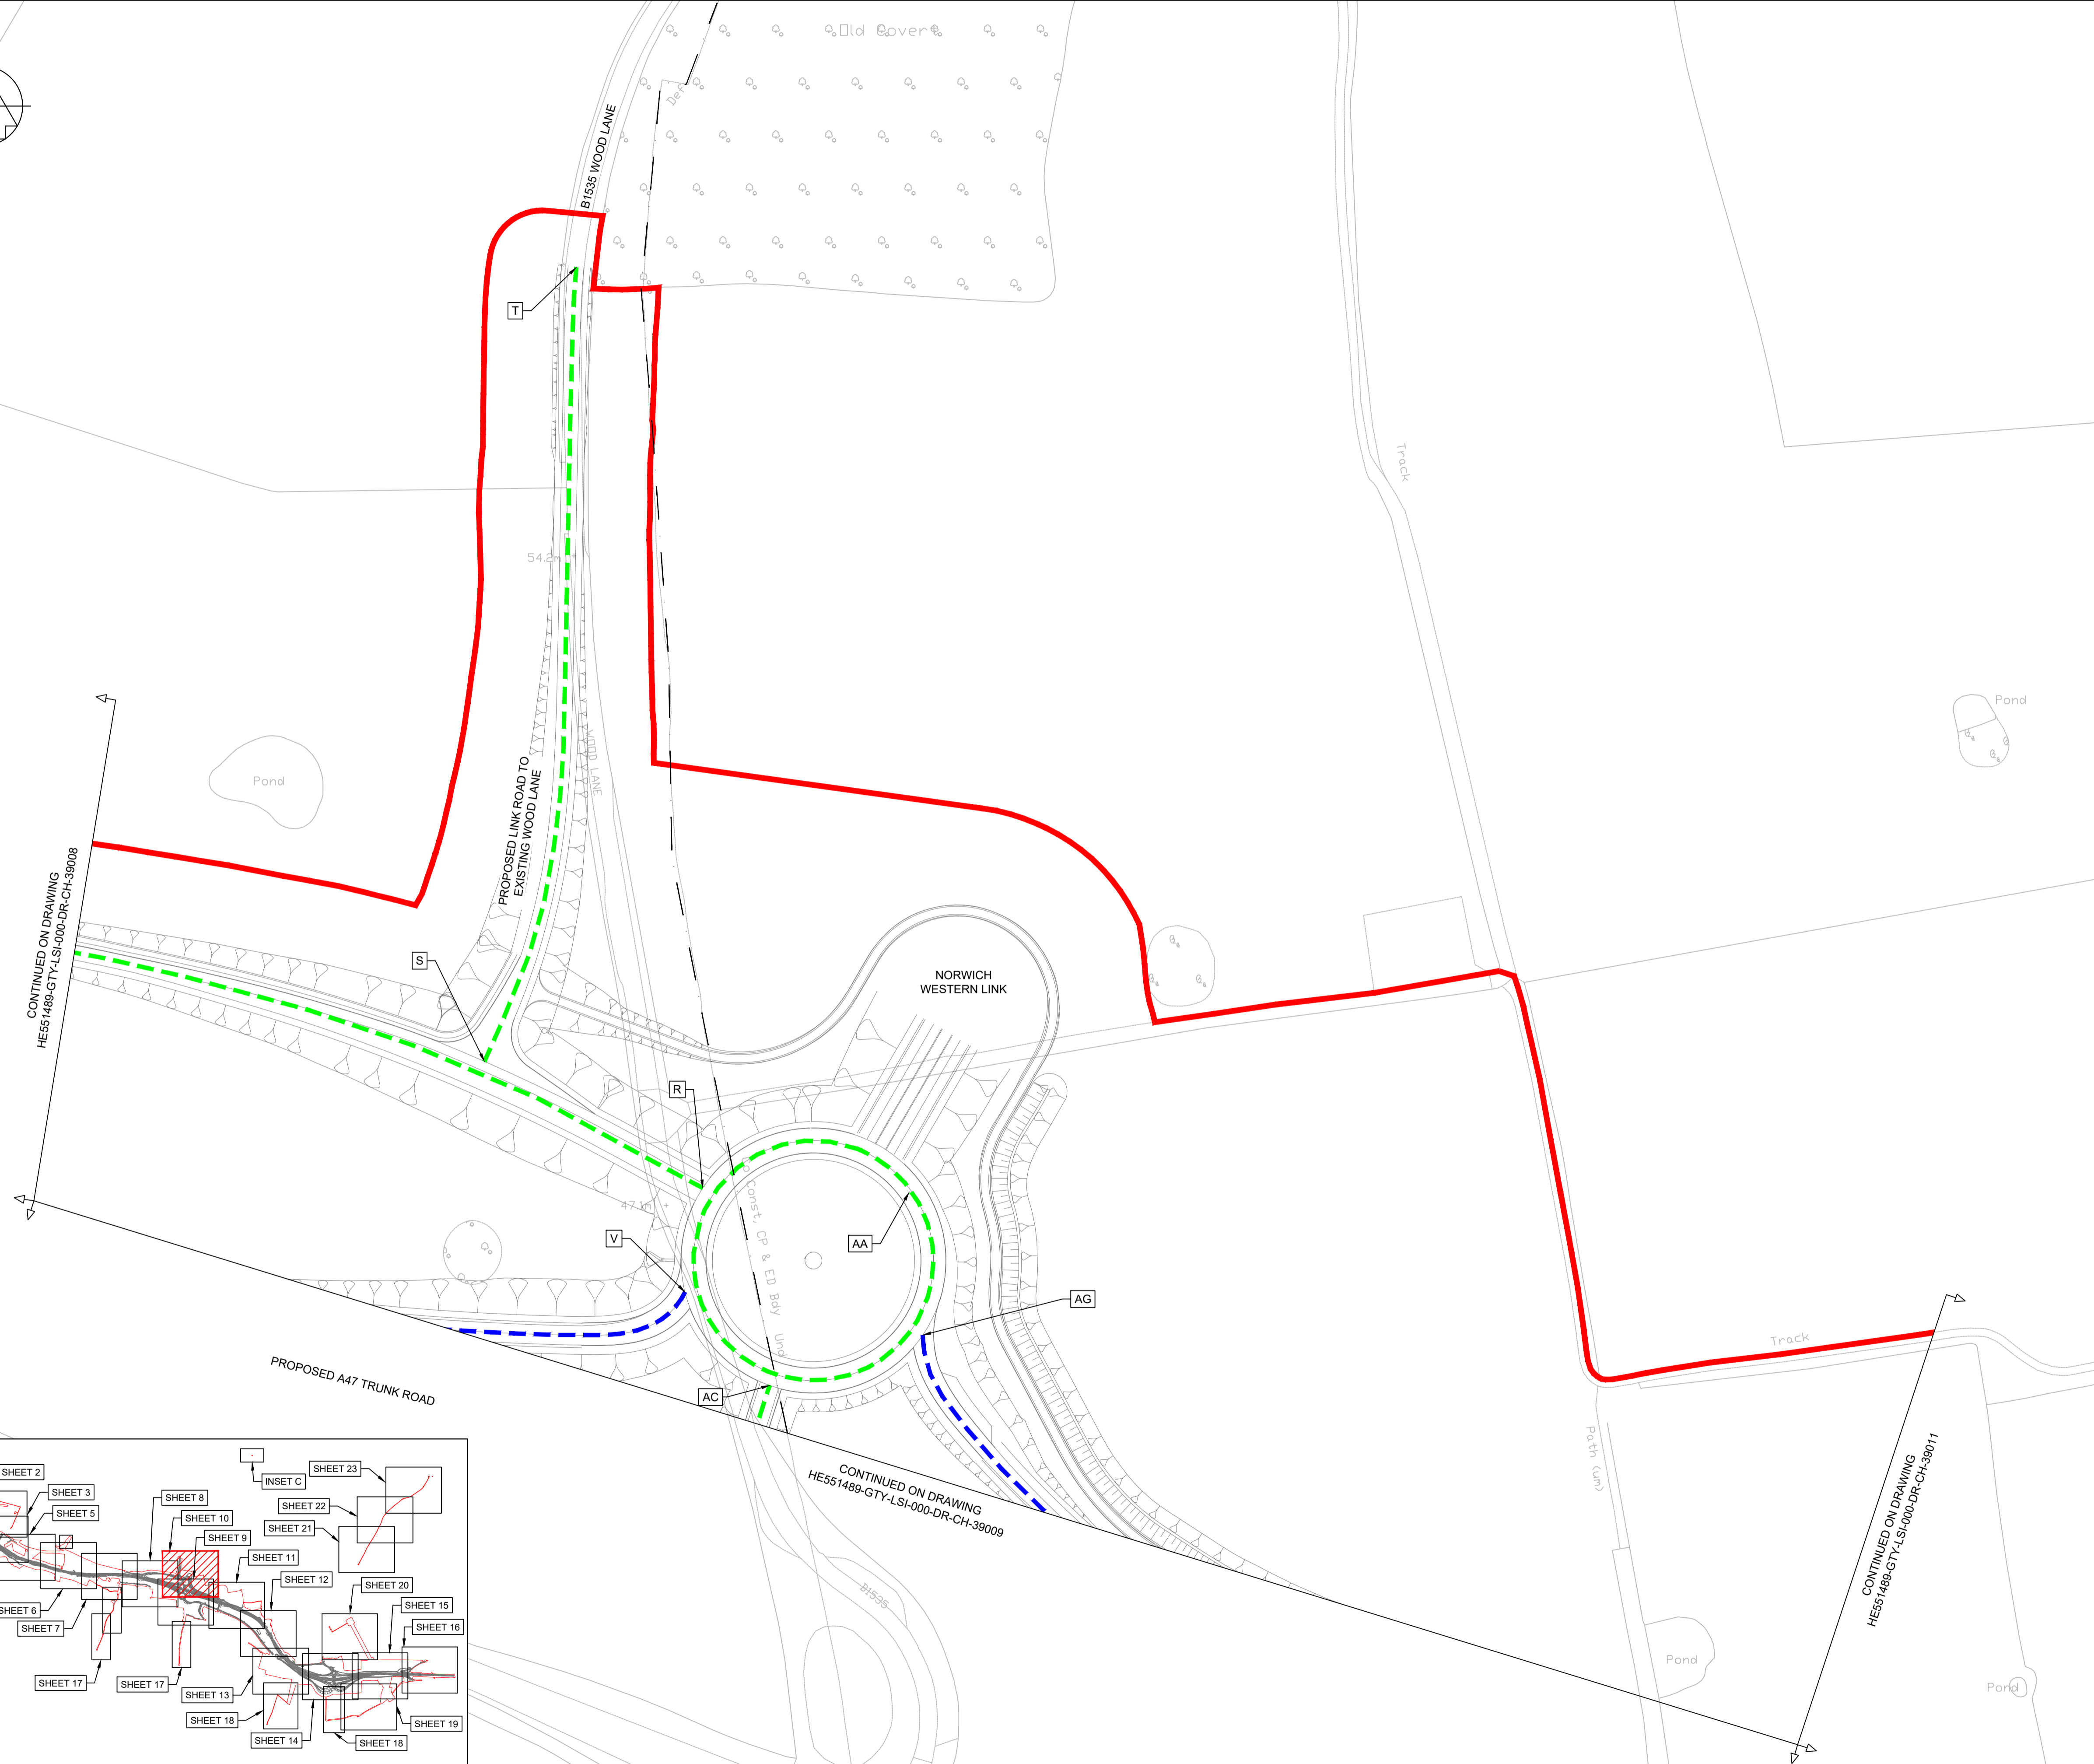 Old Covert
Def
B1535 WOOD LANE
T
Track
54.2m +
Pond
Pond
WOOD LANE
PROPOSED LINK ROAD TO
EXISTING WOOD LANE
CONTINUED ON DRAWING
HE551489-GTY-LSI-000-DR-CH-39008
S
NORWICH
WESTERN LINK
R
47.1m +
Co Const, CP & ED Bdy
Und
V
AA
AG
AC
Track
PROPOSED A47 TRUNK ROAD
Path (um)
CONTINUED ON DRAWING
HE551489-GTY-LSI-000-DR-CH-39009
CONTINUED ON DRAWING
HE551489-GTY-LSI-000-DR-CH-39011
B1535
Pond
Pond
SHEET 2
SHEET 3
SHEET 5
SHEET 8
SHEET 10
SHEET 9
SHEET 11
SHEET 12
INSET C
SHEET 23
SHEET 22
SHEET 21
SHEET 20
SHEET 15
SHEET 16
SHEET 6
SHEET 7
SHEET 17
SHEET 17
SHEET 13
SHEET 18
SHEET 14
SHEET 18
SHEET 19